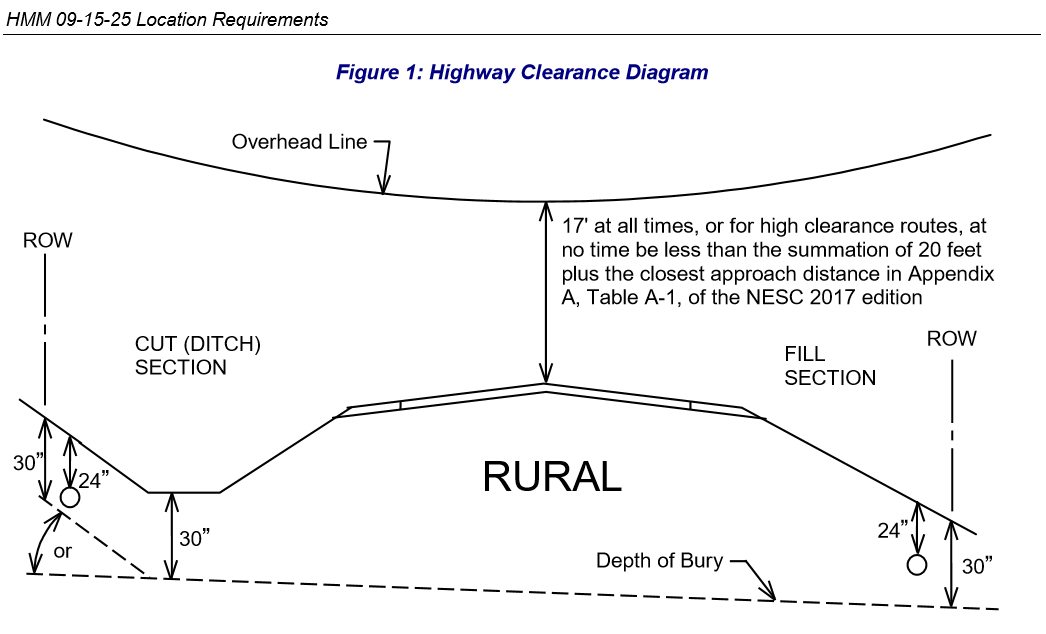 HMM 09-15-25 Location Requirements
Figure 1: Highway Clearance Diagram
Overhead Line
17' at all times, or for high clearance routes, at
no time be less than the summation of 20 feet
plus the closest approach distance in Appendix
A, Table A-1, of the NESC 2017 edition
ROW
CUT (DITCH)
SECTION
FILL
SECTION
ROW
30”
24”
RURAL
30”
or
24”
Depth of Bury
30”